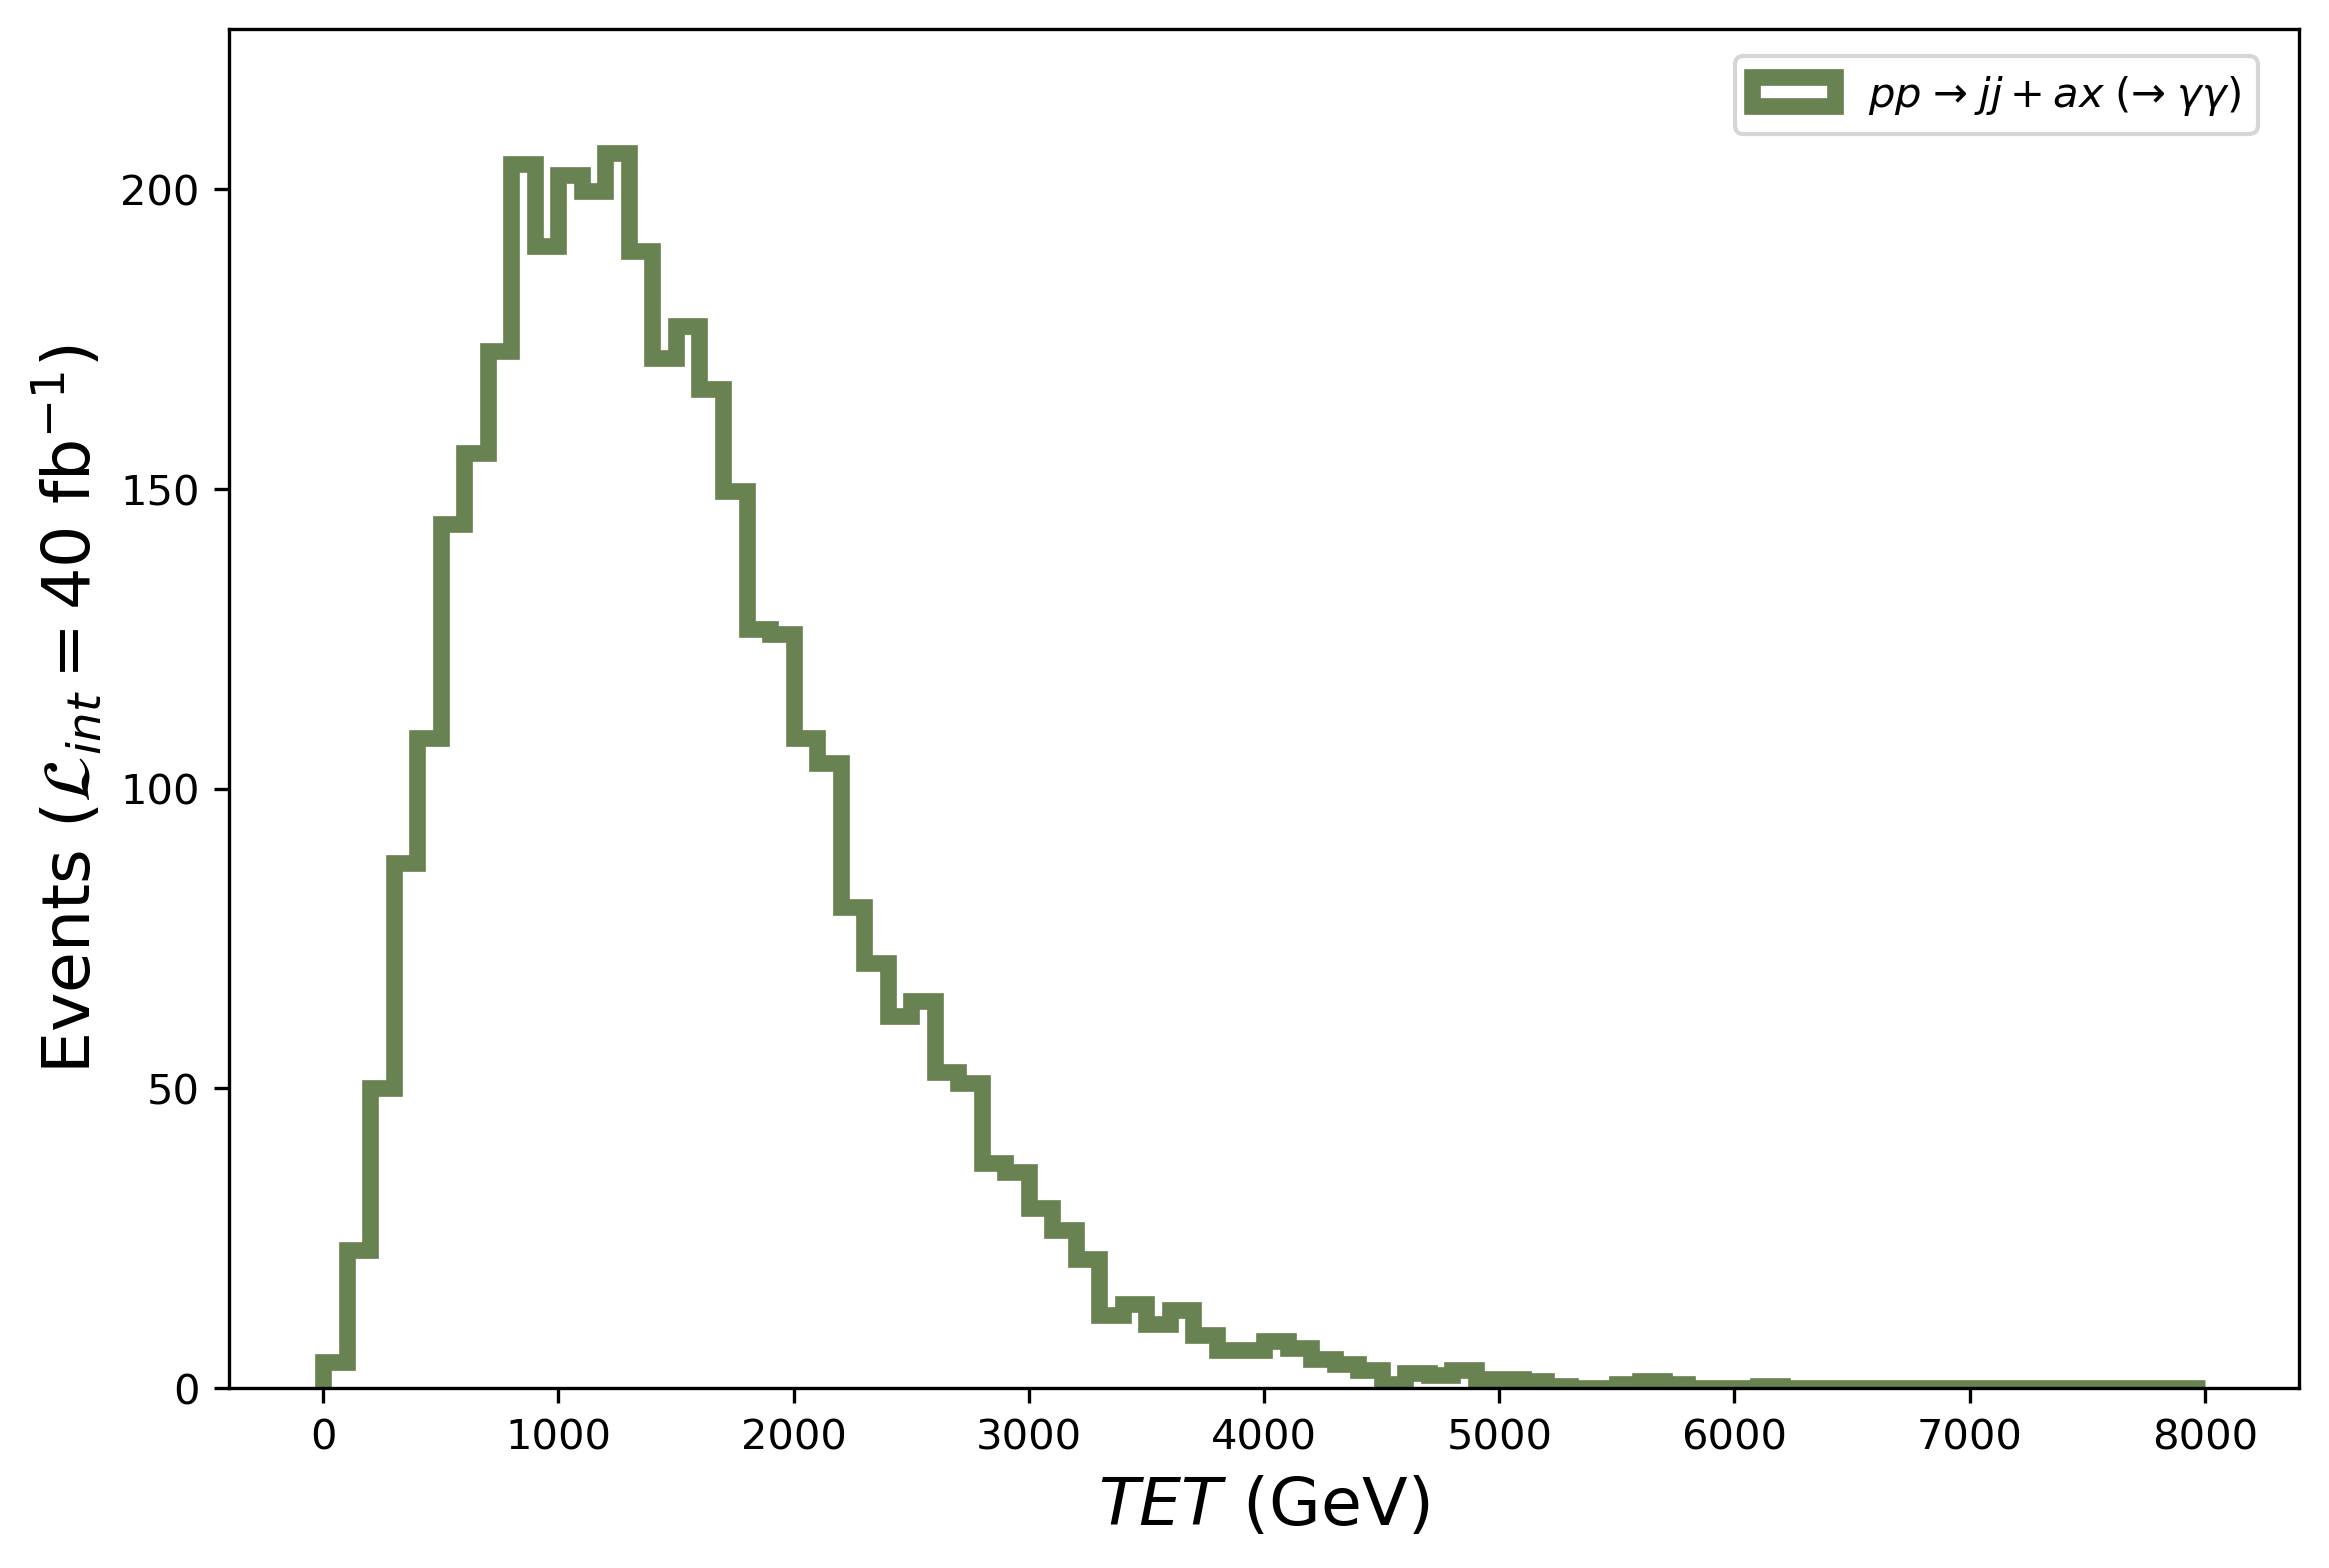 pp → jj + ax (→ γγ)
Events (ℒ_int = 40 fb⁻¹)
200
150
100
50
0
0 1000 2000 3000 4000 5000 6000 7000 8000
TET (GeV)